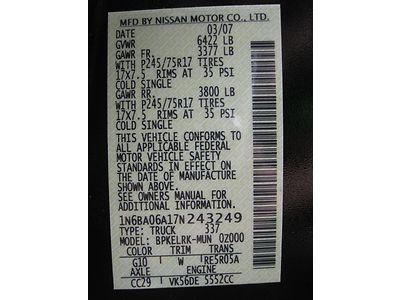 MFD BY NISSAN MOTOR CO., LTD.
DATE 03/07
GVWR 6422 LB
GAWR FR. 3377 LB
WITH P245/75R17 TIRES
17x7.5 RIMS AT 35 PSI
COLD SINGLE
GAWR RR. 3800 LB
WITH P245/75R17 TIRES
17x7.5 RIMS AT 35 PSI
COLD SINGLE
THIS VEHICLE CONFORMS TO
ALL APPLICABLE FEDERAL
MOTOR VEHICLE SAFETY
STANDARDS IN EFFECT ON
THE DATE OF MANUFACTURE
SHOWN ABOVE.
SEE OWNERS MANUAL FOR
ADDITIONAL INFORMATION
1N6BA06A17N243249
TYPE: TRUCK 337
MODEL: BPKELRK-MUN 0Z000
COLOR TRIM TRANS
G10 W RE5R05A
AXLE ENGINE
CC29 VK56DE 5552CC